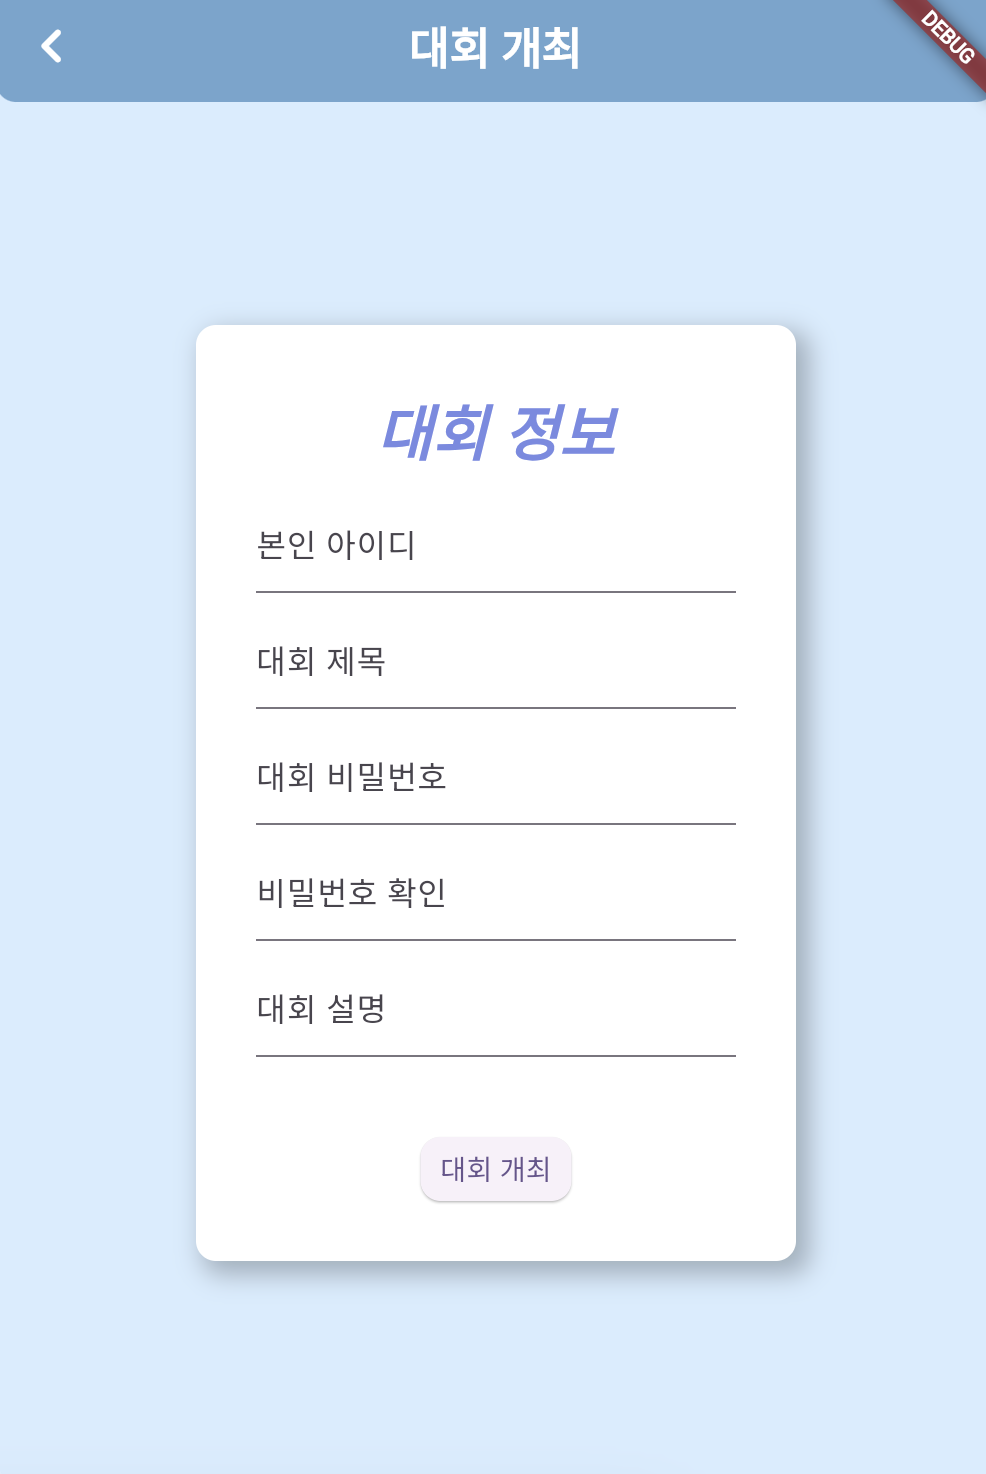 대회 개최
DEBUG
대회 정보
본인 아이디
대회 제목
대회 비밀번호
비밀번호 확인
대회 설명
대회 개최